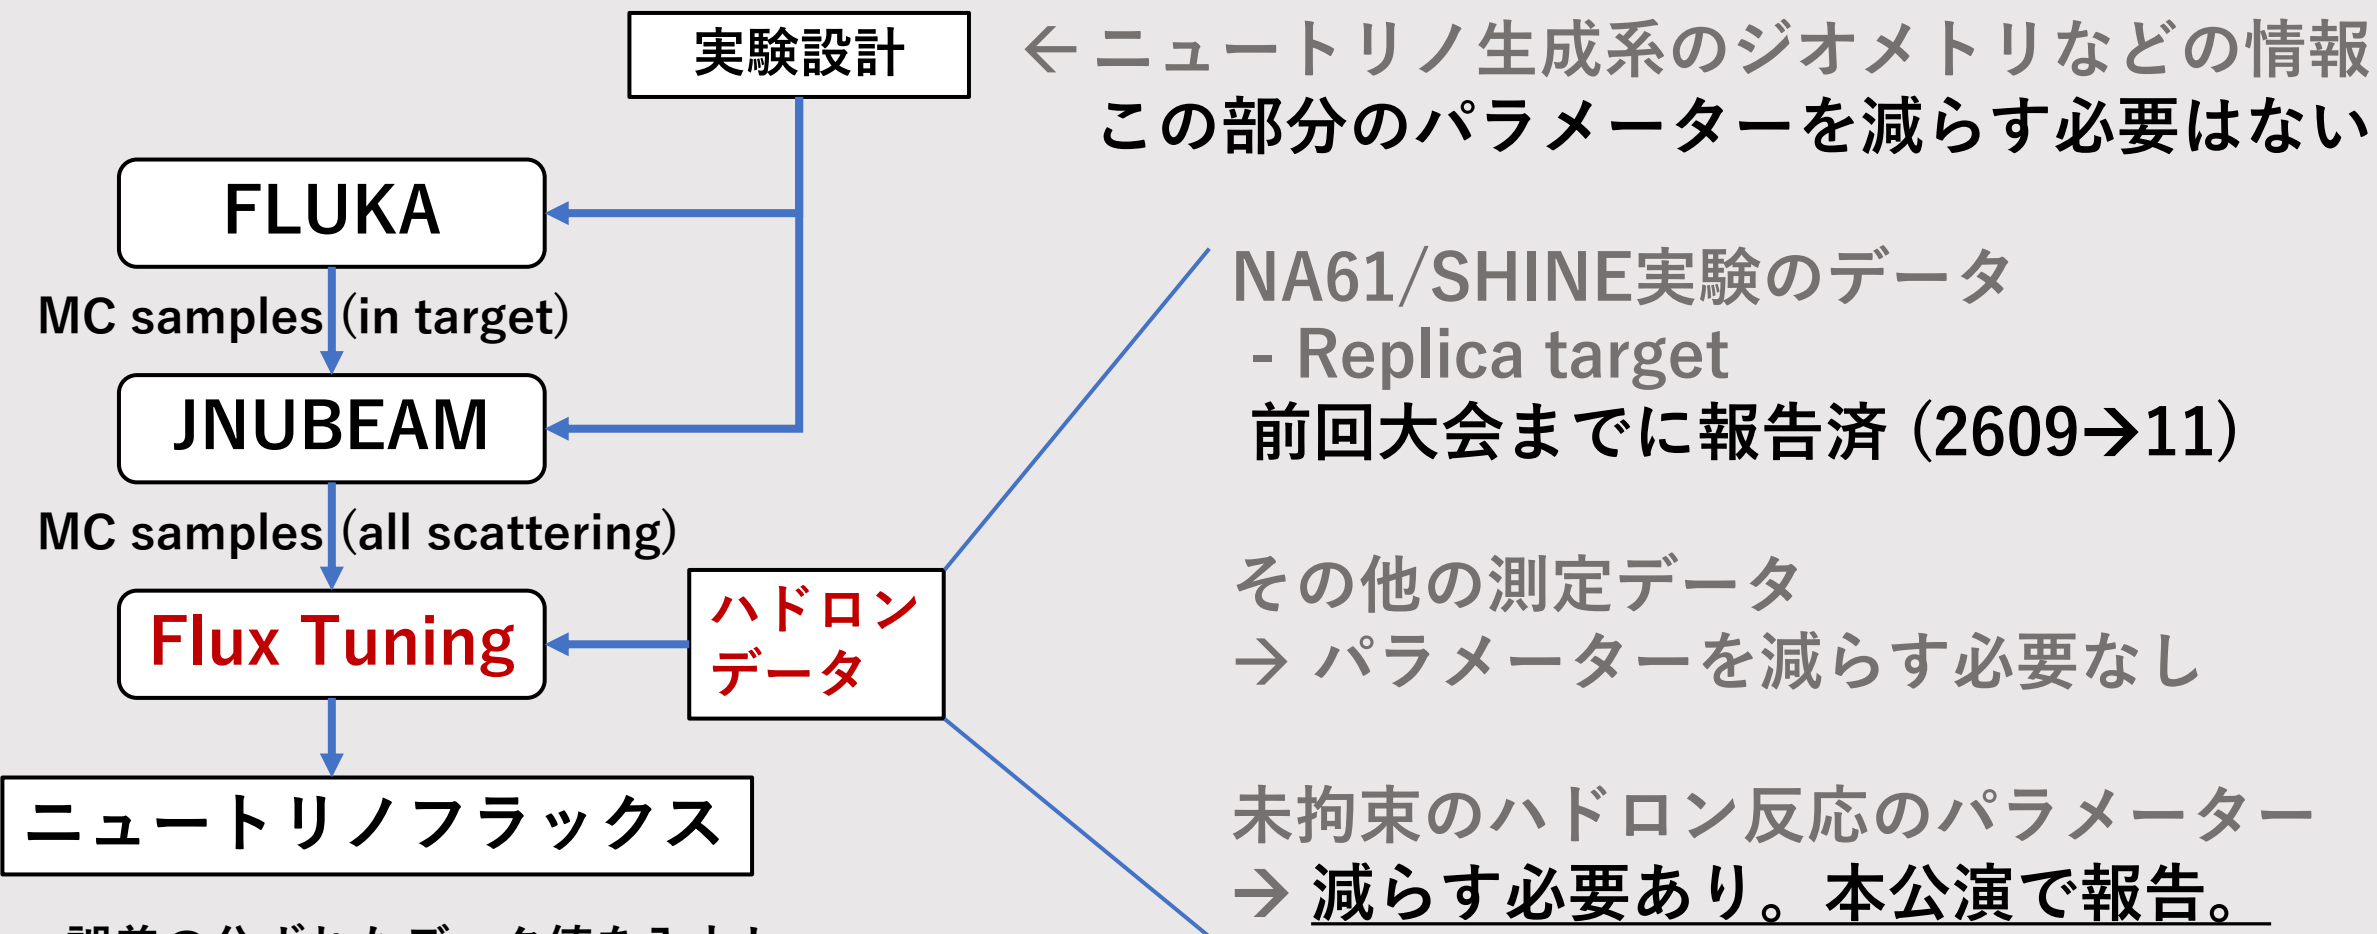 実験設計
←ニュートリノ生成系のジオメトリなどの情報
この部分のパラメーターを減らす必要はない
FLUKA
MC samples (in target)
JNUBEAM
MC samples (all scattering)
Flux Tuning
ハドロン
データ
ニュートリノフラックス
NA61/SHINE実験のデータ
- Replica target
前回大会までに報告済 (2609→11)
その他の測定データ
→ パラメーターを減らす必要なし
未拘束のハドロン反応のパラメーター
→ 減らす必要あり。本公演で報告。